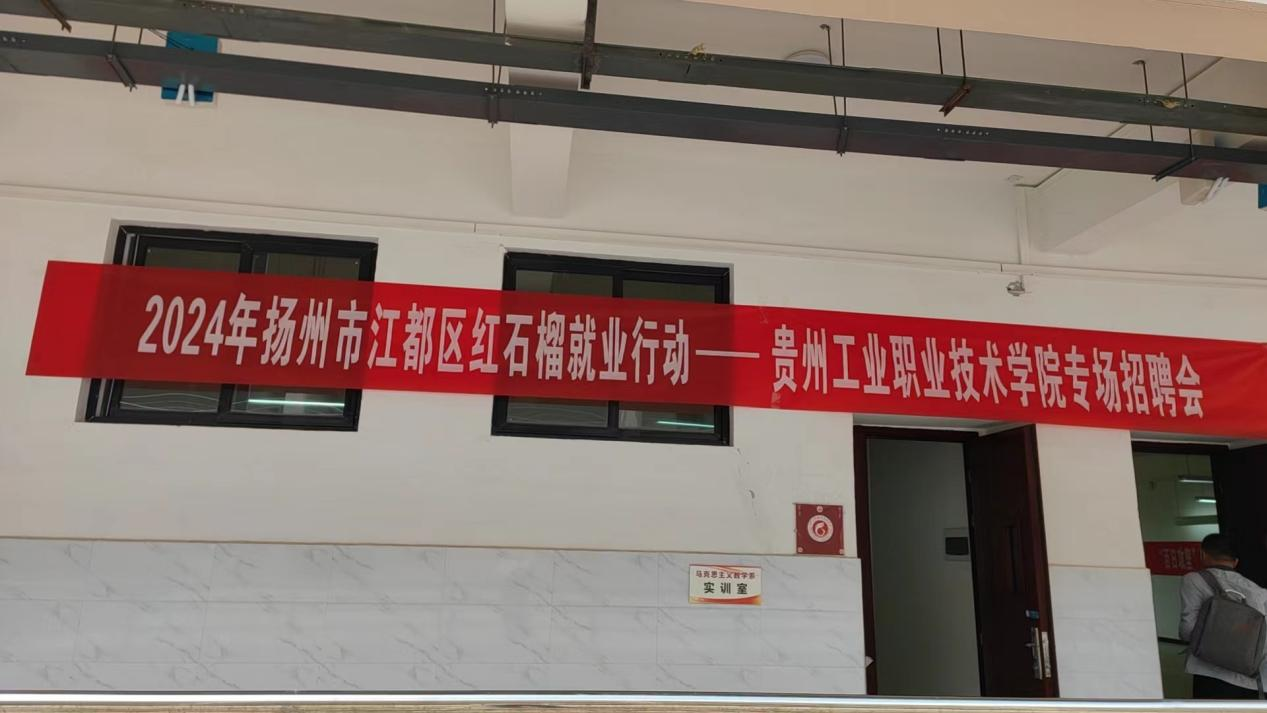 2024年扬州市江都区红石榴就业行动——贵州工业职业技术学院专场招聘会
马克思主义教学系
实训室